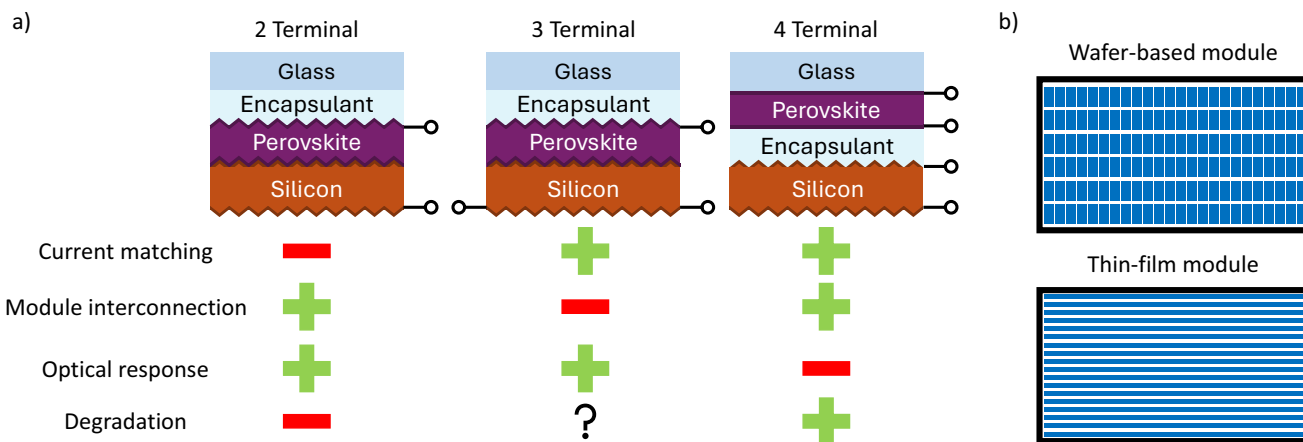 a)
2 Terminal
3 Terminal
4 Terminal
b)
Glass
Encapsulant
Perovskite
Silicon
Glass
Encapsulant
Perovskite
Silicon
Glass
Perovskite
Encapsulant
Silicon
Current matching
Module interconnection
Optical response
Degradation
?
Wafer-based module
Thin-film module